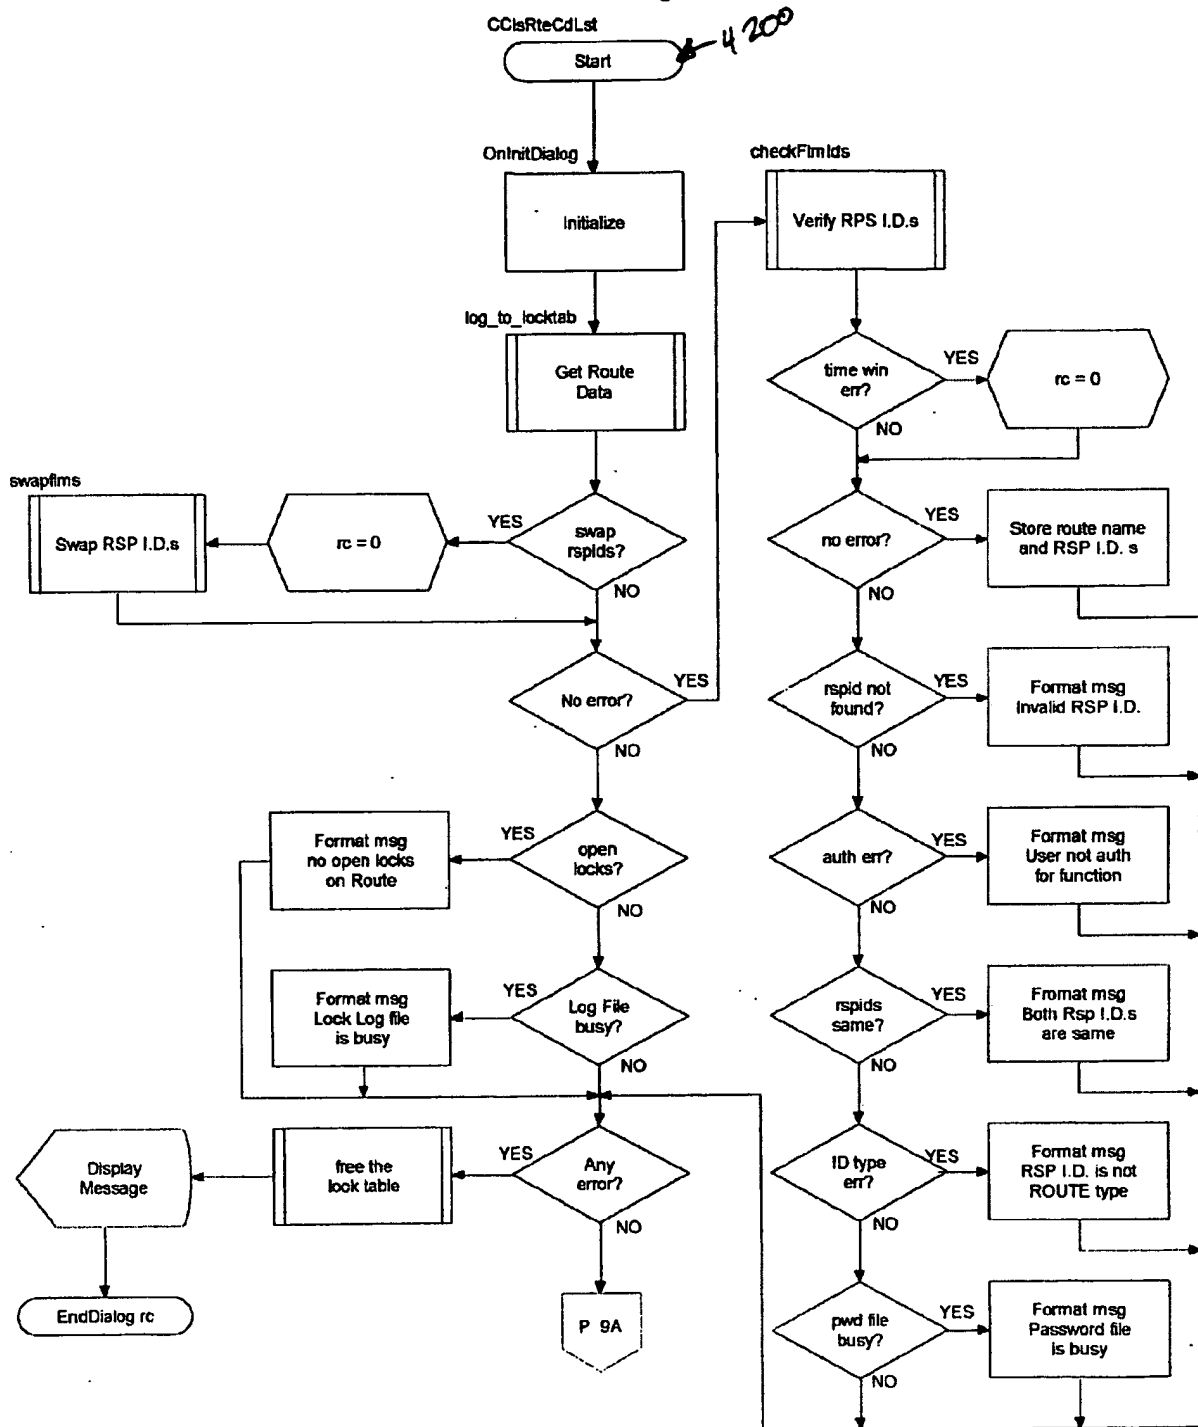 CClsRteCdLst
Start
4200
OnInitDialog
Initialize
log_to_locktab
Get Route
Data
swap
rspIds?
YES
NO
rc = 0
swapflms
Swap RSP I.D.s
No error?
YES
NO
open
locks?
YES
NO
Format msg
no open locks
on Route
Log File
busy?
YES
NO
Format msg
Lock Log file
is busy
Any
error?
YES
NO
free the
lock table
Display
Message
EndDialog rc
P 9A
checkFlmIds
Verify RPS I.D.s
time win
err?
YES
NO
rc = 0
no error?
YES
NO
Store route name
and RSP I.D. s
rspid not
found?
YES
NO
Format msg
Invalid RSP I.D.
auth err?
YES
NO
Format msg
User not auth
for function
rspids
same?
YES
NO
Fromat msg
Both Rsp I.D.s
are same
ID type
err?
YES
NO
Format msg
RSP I.D. is not
ROUTE type
pwd file
busy?
YES
NO
Format msg
Password file
is busy